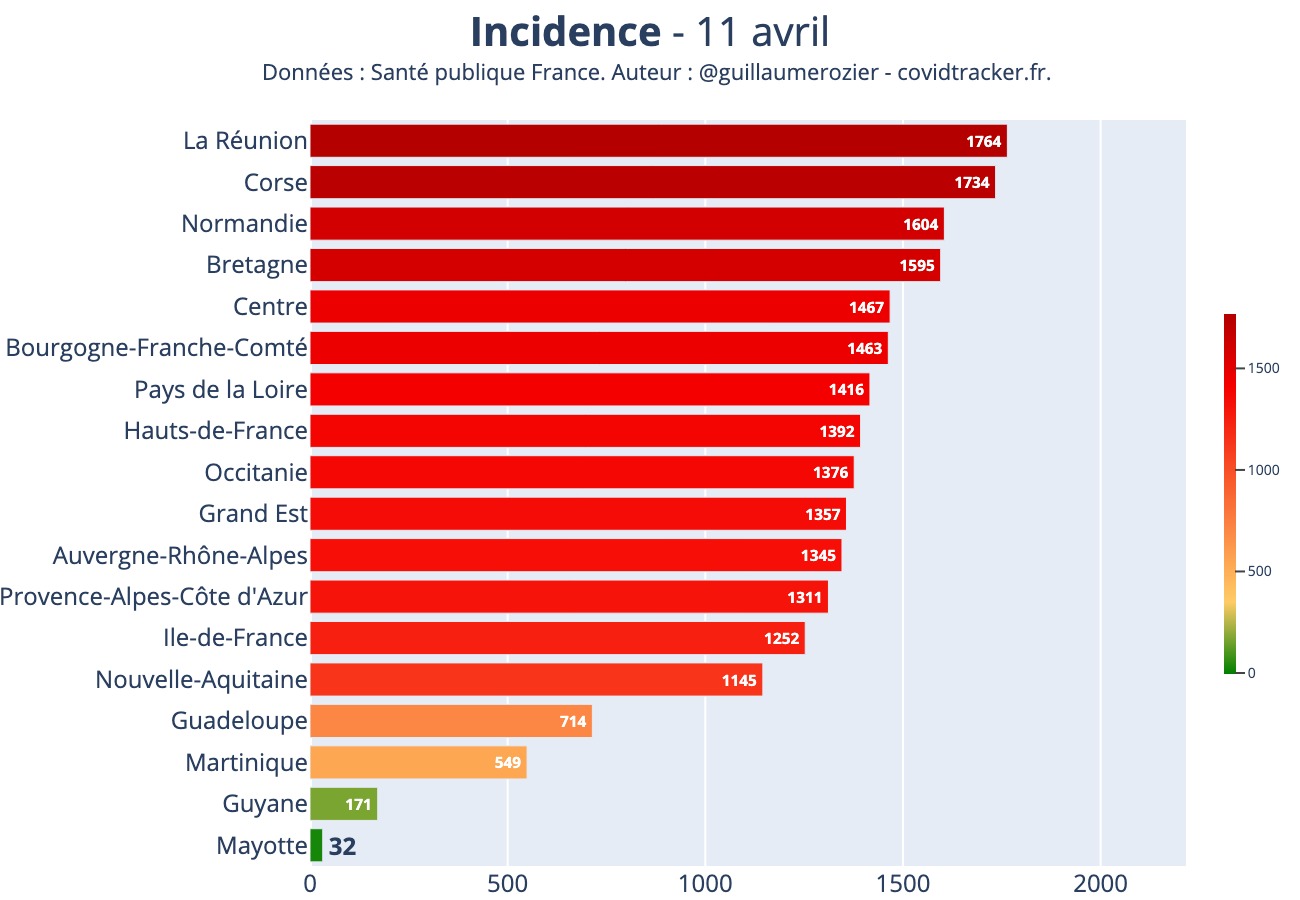 Incidence - 11 avril
Données : Santé publique France. Auteur : @guillaumerozier - covidtracker.fr.
La Réunion 1764
Corse 1734
Normandie 1604
Bretagne 1595
Centre 1467
Bourgogne-Franche-Comté 1463
Pays de la Loire 1416
Hauts-de-France 1392
Occitanie 1376
Grand Est 1357
Auvergne-Rhône-Alpes 1345
Provence-Alpes-Côte d'Azur 1311
Ile-de-France 1252
Nouvelle-Aquitaine 1145
Guadeloupe 714
Martinique 549
Guyane 171
Mayotte 32
0 500 1000 1500 2000
1500
1000
500
0